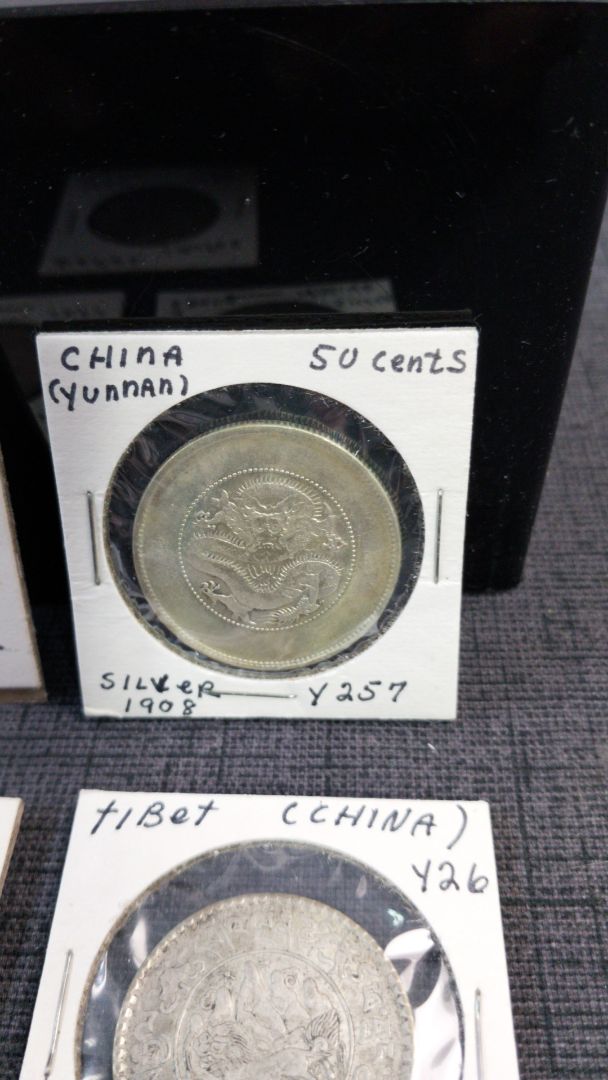 CHINA 50 cents
(YUNNAN)
SILVER — Y257
1908
TIBET (CHINA)
Y26